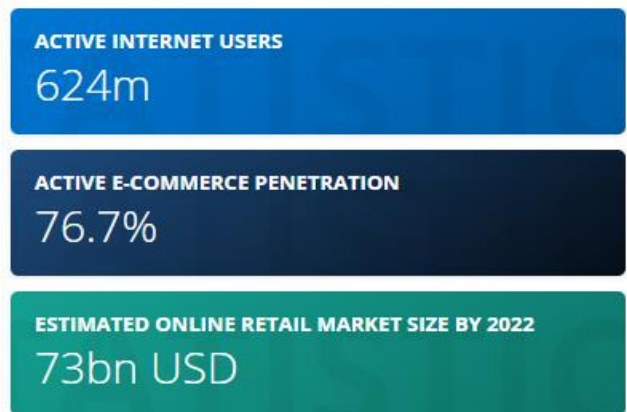 ACTIVE INTERNET USERS
624m
ACTIVE E-COMMERCE PENETRATION
76.7%
ESTIMATED ONLINE RETAIL MARKET SIZE BY 2022
73bn USD